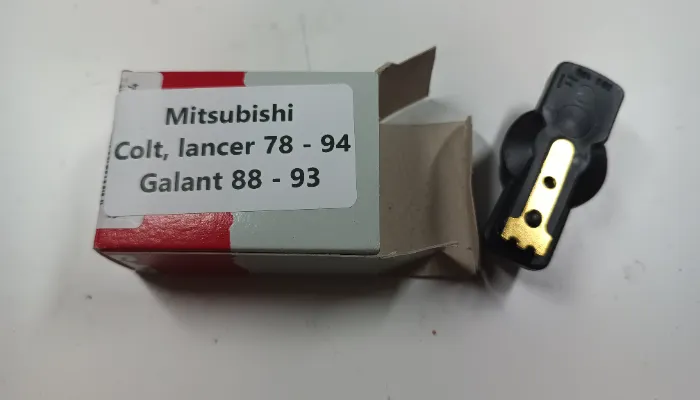 Mitsubishi
Colt, lancer 78 - 94
Galant 88 - 93